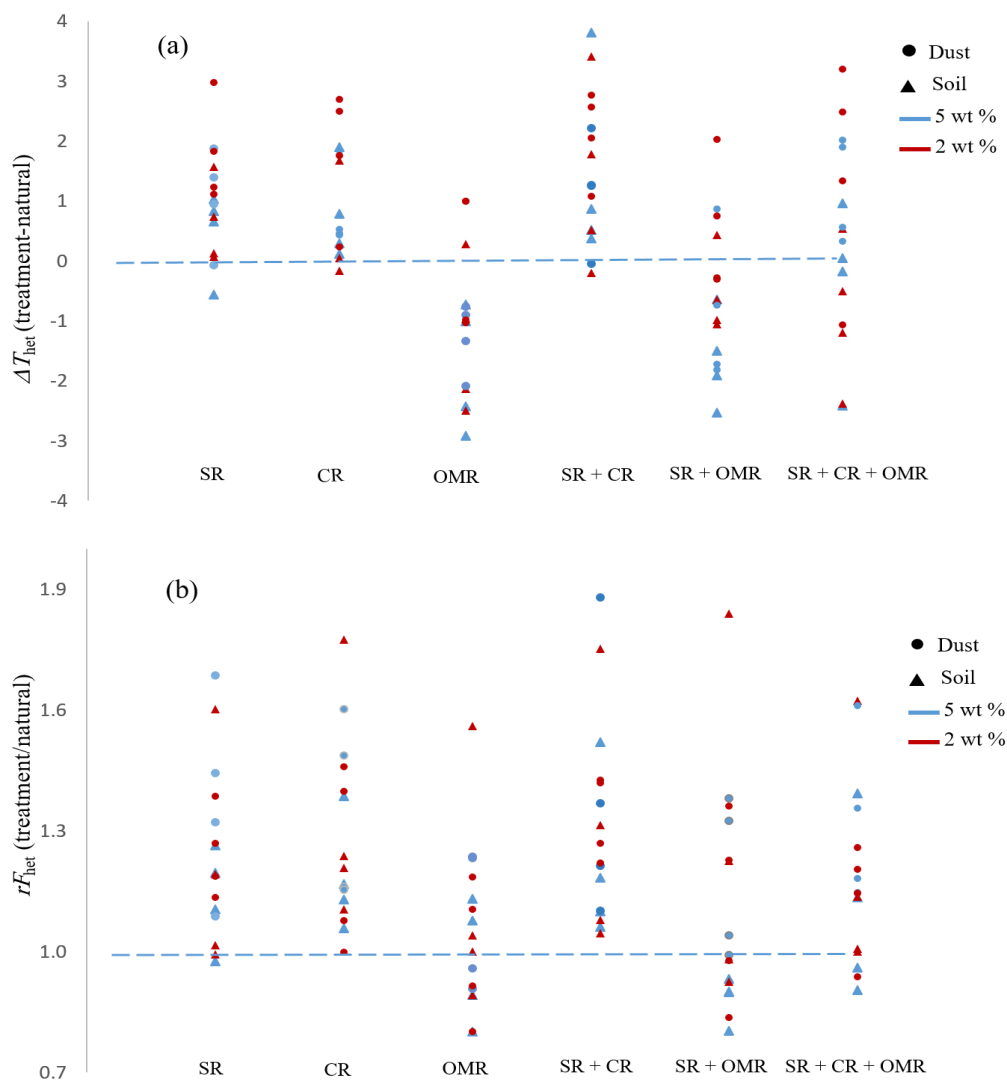 (a)
4
3
2
1
0
-1
-2
-3
-4
ΔT_het (treatment-natural)
Dust
Soil
5 wt %
2 wt %
SR CR OMR SR + CR SR + OMR SR + CR + OMR
(b)
1.9
1.6
1.3
1.0
0.7
rF_het (treatment/natural)
Dust
Soil
5 wt %
2 wt %
SR CR OMR SR + CR SR + OMR SR + CR + OMR